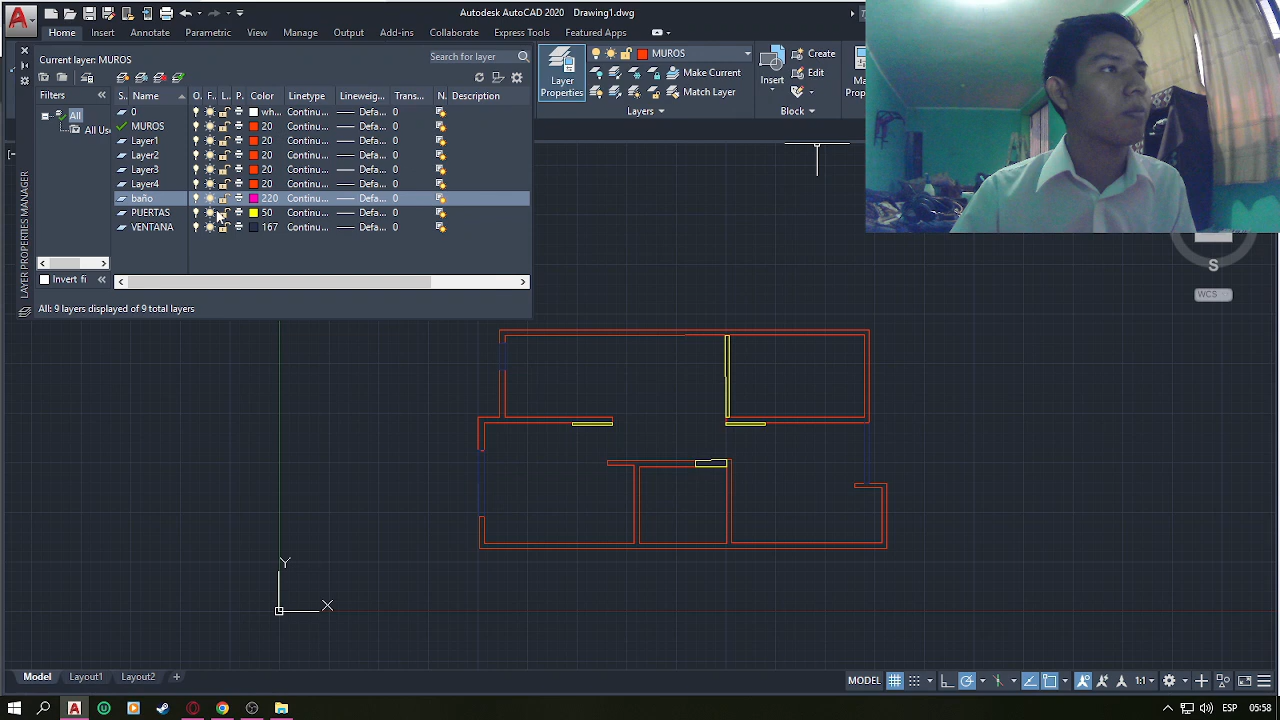 Autodesk AutoCAD 2020 Drawing1.dwg
Home Insert Annotate Parametric View Manage Output Add-ins Collaborate Express Tools Featured Apps
Current layer: MUROS
Search for layer
MUROS
Layer Properties
Make Current
Match Layer
Layers
Insert
Create
Edit
Block
Filters
All
All Us
S.. Name O. F.. L.. P.. Color Linetype Lineweig... Trans... N.. Description
0 wh... Continu... Defa... 0
MUROS 20 Continu... Defa... 0
Layer1 20 Continu... Defa... 0
Layer2 20 Continu... Defa... 0
Layer3 20 Continu... Defa... 0
Layer4 20 Continu... Defa... 0
baño 220 Continu... Defa... 0
PUERTAS 50 Continu... Defa... 0
VENTANA 167 Continu... Defa... 0
Invert fi
All: 9 layers displayed of 9 total layers
LAYER PROPERTIES MANAGER
S
WCS
Y
X
Model Layout1 Layout2 +
MODEL 1:1
ESP 05:58